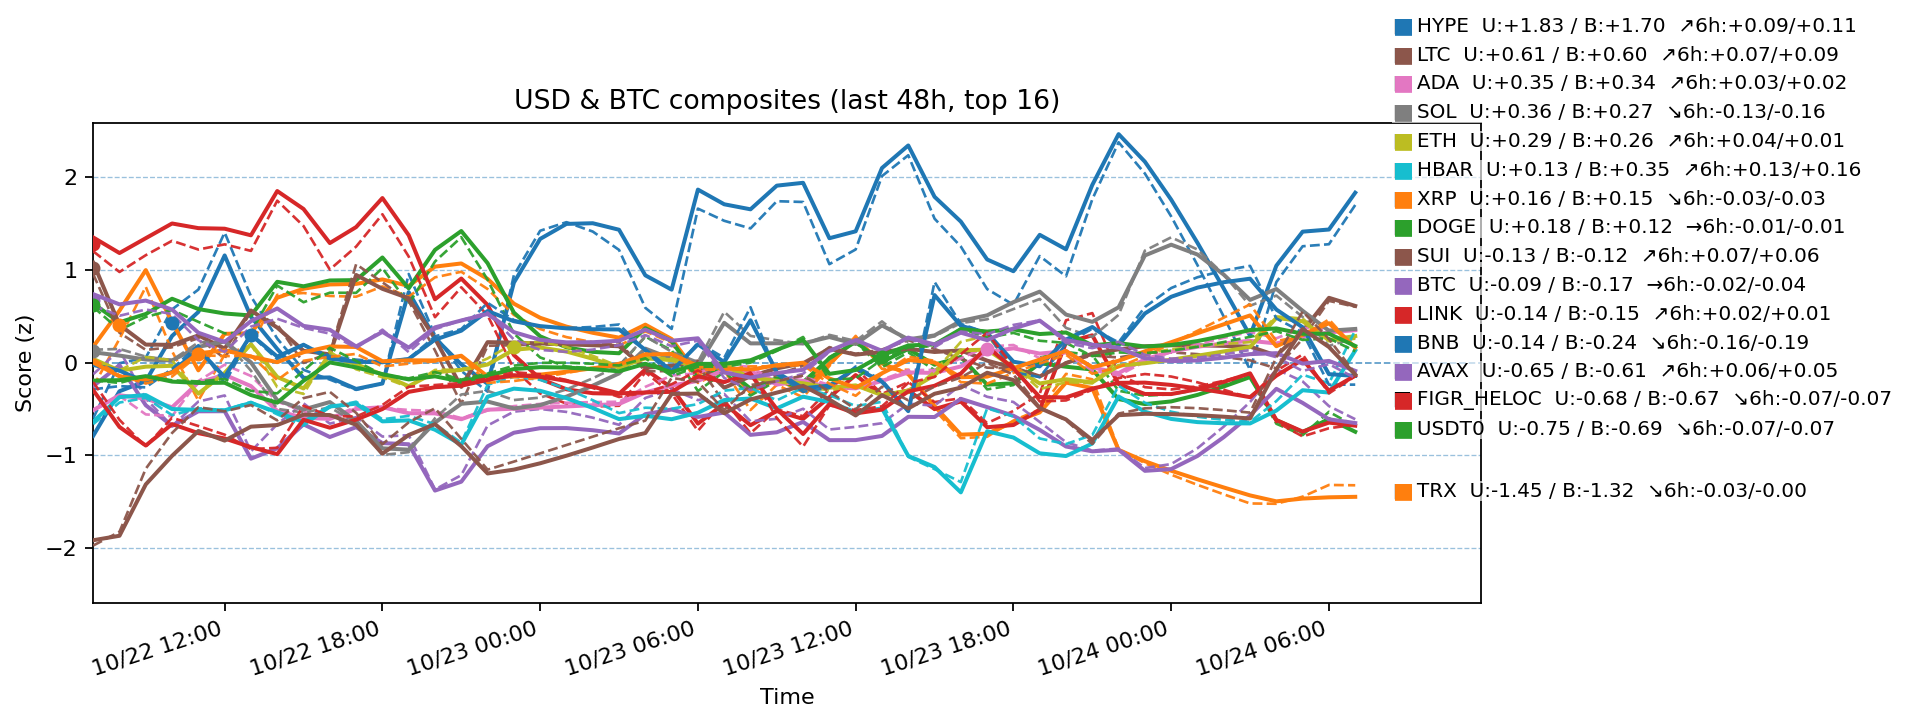 HYPE U:+1.83 / B:+1.70 ↗6h:+0.09/+0.11
LTC U:+0.61 / B:+0.60 ↗6h:+0.07/+0.09
ADA U:+0.35 / B:+0.34 ↗6h:+0.03/+0.02
SOL U:+0.36 / B:+0.27 ↘6h:-0.13/-0.16
ETH U:+0.29 / B:+0.26 ↗6h:+0.04/+0.01
HBAR U:+0.13 / B:+0.35 ↗6h:+0.13/+0.16
XRP U:+0.16 / B:+0.15 ↘6h:-0.03/-0.03
DOGE U:+0.18 / B:+0.12 →6h:-0.01/-0.01
SUI U:-0.13 / B:-0.12 ↗6h:+0.07/+0.06
BTC U:-0.09 / B:-0.17 →6h:-0.02/-0.04
LINK U:-0.14 / B:-0.15 ↗6h:+0.02/+0.01
BNB U:-0.14 / B:-0.24 ↘6h:-0.16/-0.19
AVAX U:-0.65 / B:-0.61 ↗6h:+0.06/+0.05
FIGR_HELOC U:-0.68 / B:-0.67 ↘6h:-0.07/-0.07
USDT0 U:-0.75 / B:-0.69 ↘6h:-0.07/-0.07
TRX U:-1.45 / B:-1.32 ↘6h:-0.03/-0.00
USD & BTC composites (last 48h, top 16)
Score (z)
2
1
0
−1
−2
10/22 12:00
10/22 18:00
10/23 00:00
10/23 06:00
10/23 12:00
10/23 18:00
10/24 00:00
10/24 06:00
Time